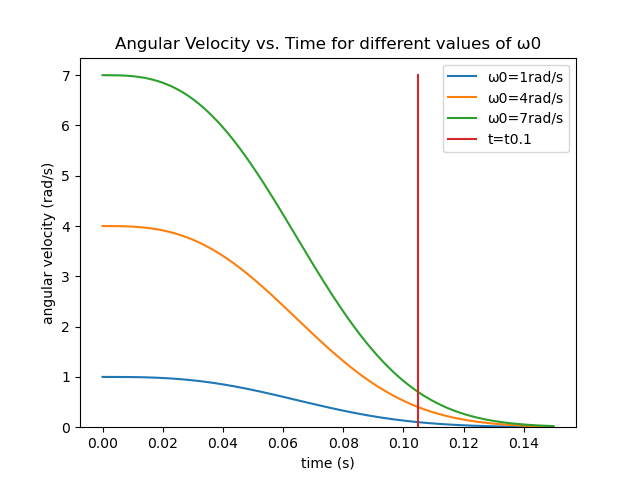 Angular Velocity vs. Time for different values of ω0
7
6
5
4
3
2
1
0
angular velocity (rad/s)
ω0=1rad/s
ω0=4rad/s
ω0=7rad/s
t=t0.1
0.00 0.02 0.04 0.06 0.08 0.10 0.12 0.14
time (s)